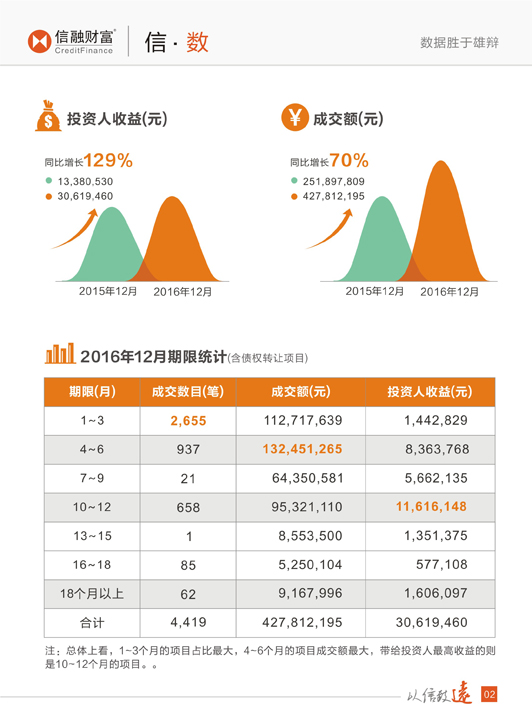 信融财富
CreditFinance
信·数
数据胜于雄辩
投资人收益(元)
同比增长129%
13,380,530
30,619,460
2015年12月 2016年12月
成交额(元)
同比增长70%
251,897,809
427,812,195
2015年12月 2016年12月
2016年12月期限统计(含债权转让项目)
期限(月) 成交数目(笔) 成交额(元) 投资人收益(元)
1~3 2,655 112,717,639 1,442,829
4~6 937 132,451,265 8,363,768
7~9 21 64,350,581 5,662,135
10~12 658 95,321,110 11,616,148
13~15 1 8,553,500 1,351,375
16~18 85 5,250,104 577,108
18个月以上 62 9,167,996 1,606,097
合计 4,419 427,812,195 30,619,460
注：总体上看，1~3个月的项目占比最大，4~6个月的项目成交额最大，带给投资人最高收益的则
是10~12个月的项目。。
以信致远 02